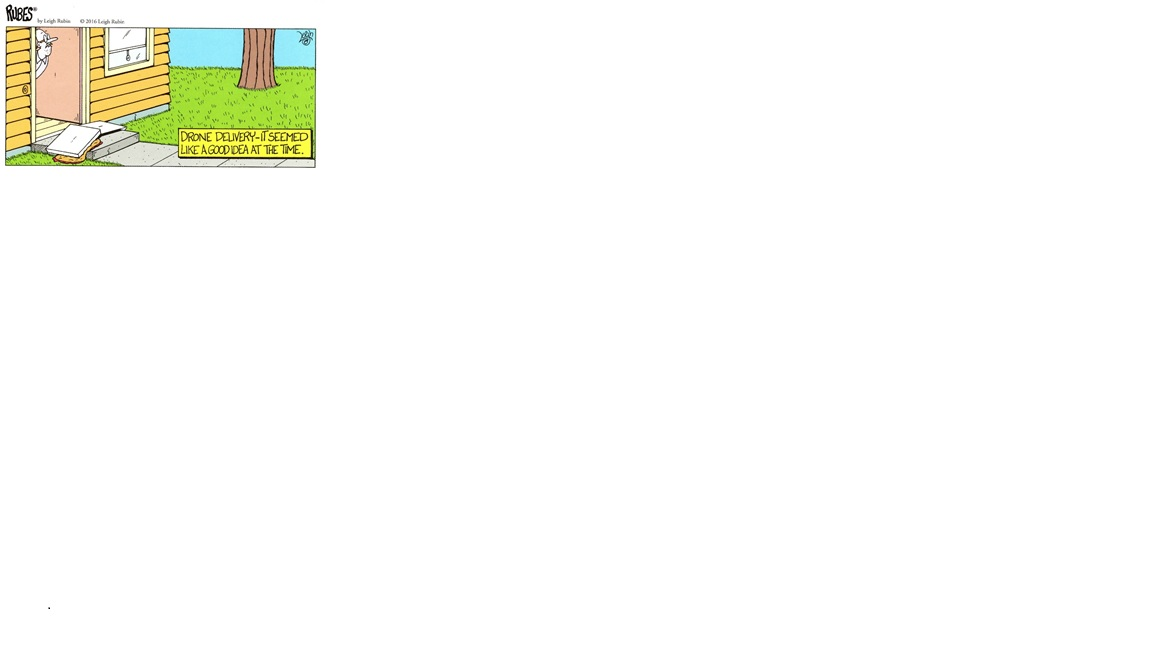 RUBES®
by Leigh Rubin © 2016 Leigh Rubin
DRONE DELIVERY-IT SEEMED
LIKE A GOOD IDEA AT THE TIME.